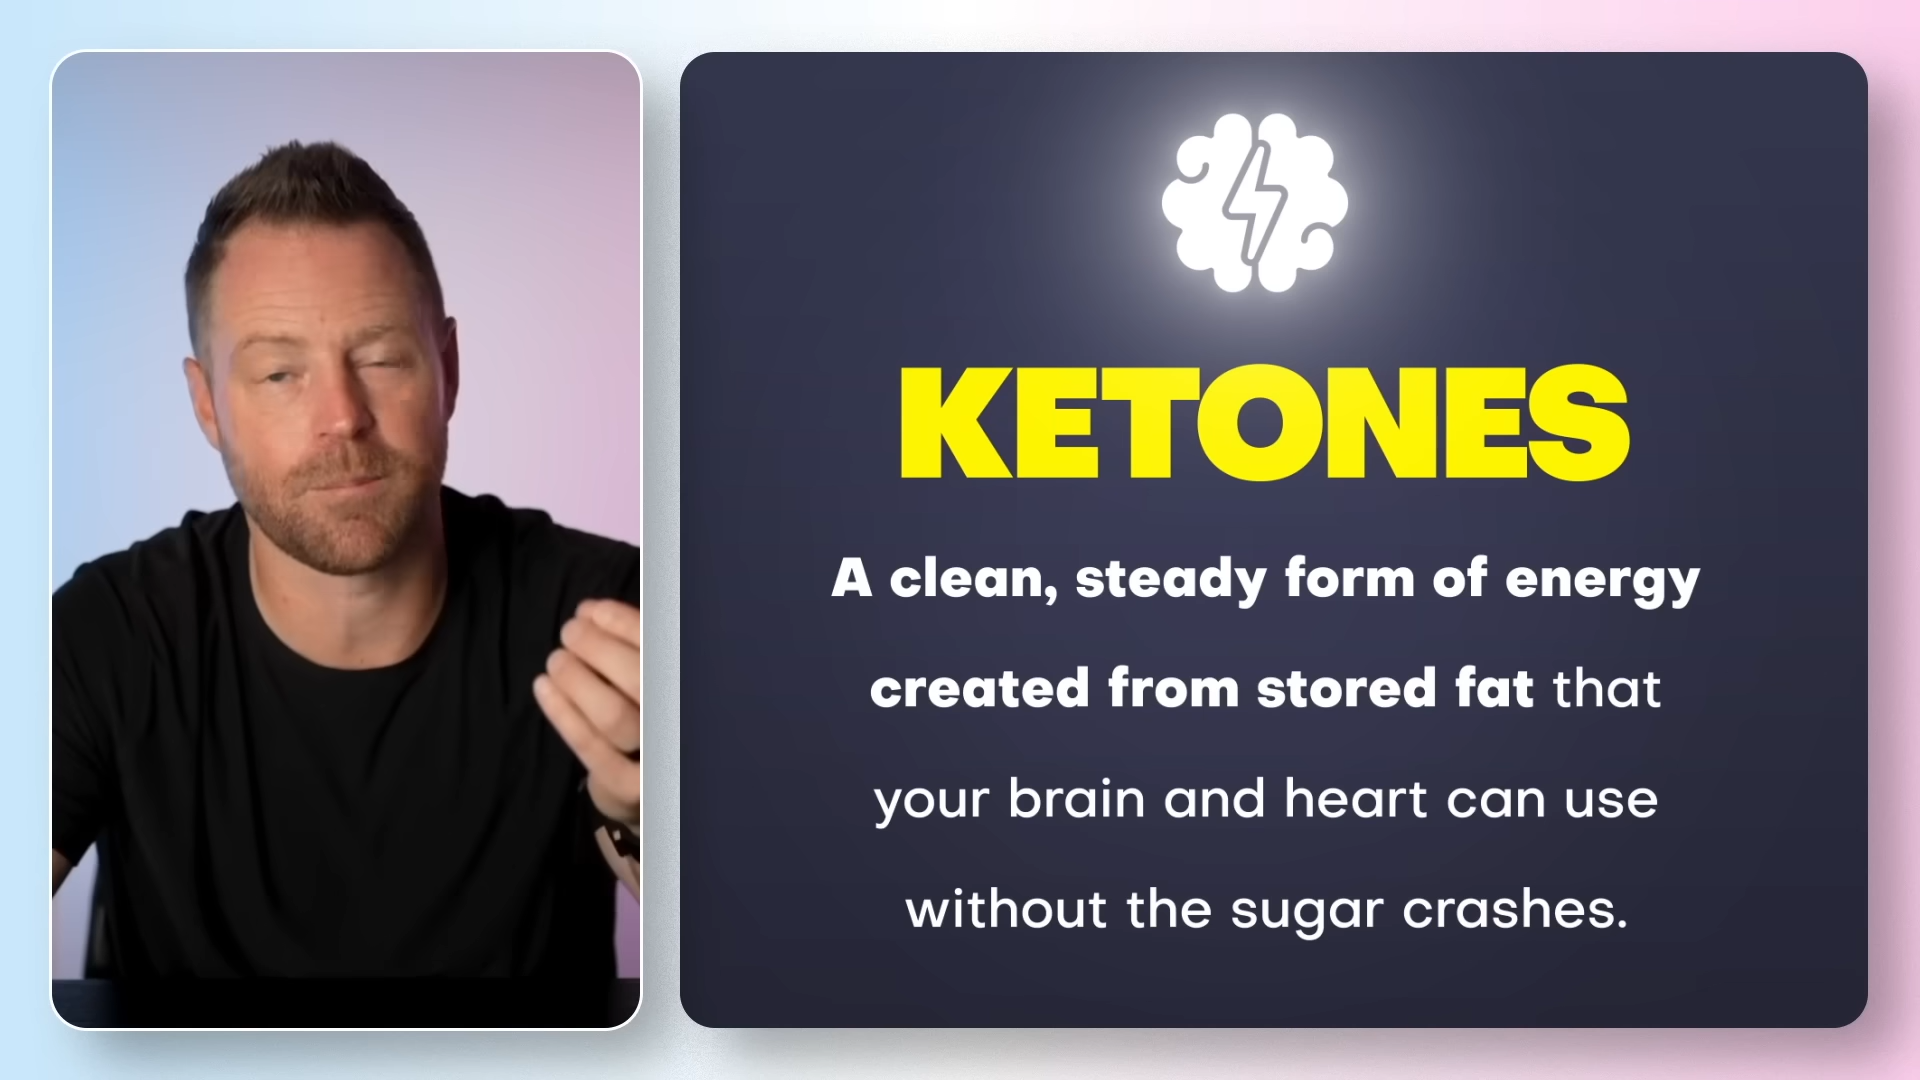 KETONES
A clean, steady form of energy
created from stored fat that
your brain and heart can use
without the sugar crashes.